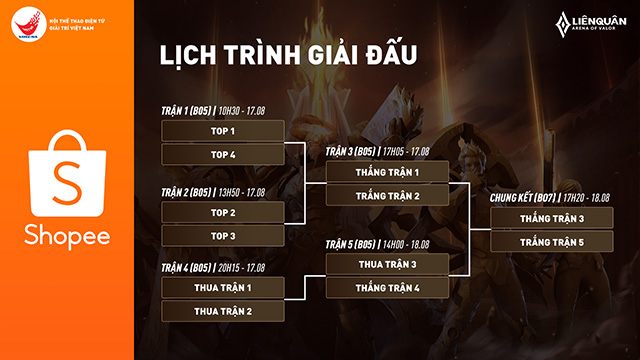 HỘI THỂ THAO ĐIỆN TỬ
GIẢI TRÍ VIỆT NAM
LIÊNQUÂN
ARENA OF VALOR
LỊCH TRÌNH GIẢI ĐẤU
S
Shopee
TRẬN 1 (BO5) | 10H30 - 17.08
TOP 1
TOP 4
TRẬN 2 (BO5) | 13H50 - 17.08
TOP 2
TOP 3
TRẬN 4 (BO5) | 20H15 - 17.08
THUA TRẬN 1
THUA TRẬN 2
TRẬN 3 (BO5) | 17H05 - 17.08
THẮNG TRẬN 1
TRẮNG TRẬN 2
TRẬN 5 (BO5) | 14H00 - 18.08
THUA TRẬN 3
THẮNG TRẬN 4
CHUNG KẾT (BO7) | 17H20 - 18.08
THẮNG TRẬN 3
TRẮNG TRẬN 5